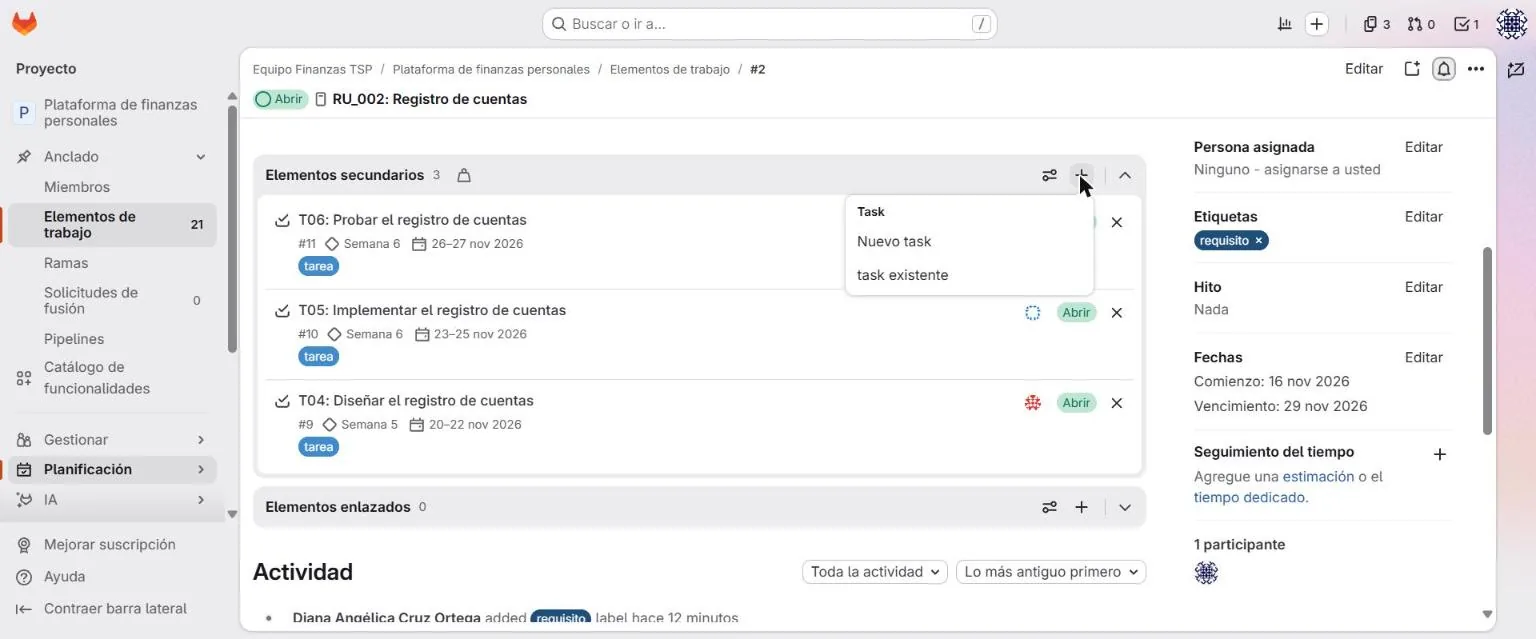 Buscar o ir a...
/
3
0
1
Proyecto
P
Plataforma de finanzas
personales
Anclado
Miembros
Elementos de
trabajo
21
Ramas
Solicitudes de
fusión
0
Pipelines
Catálogo de
funcionalidades
Gestionar
Planificación
IA
Mejorar suscripción
Ayuda
Contraer barra lateral
Equipo Finanzas TSP / Plataforma de finanzas personales / Elementos de trabajo / #2
Editar
Abrir RU_002: Registro de cuentas
Elementos secundarios 3
Task
Nuevo task
task existente
T06: Probar el registro de cuentas
#11 Semana 6 26–27 nov 2026
tarea
T05: Implementar el registro de cuentas
Abrir
#10 Semana 6 23–25 nov 2026
tarea
T04: Diseñar el registro de cuentas
Abrir
#9 Semana 5 20–22 nov 2026
tarea
Elementos enlazados 0
Actividad
Toda la actividad
Lo más antiguo primero
Diana Angélica Cruz Ortega added requisito label hace 12 minutos
Persona asignada Editar
Ninguno - asignarse a usted
Etiquetas Editar
requisito ×
Hito Editar
Nada
Fechas Editar
Comienzo: 16 nov 2026
Vencimiento: 29 nov 2026
Seguimiento del tiempo
Agregue una estimación o el
tiempo dedicado.
1 participante